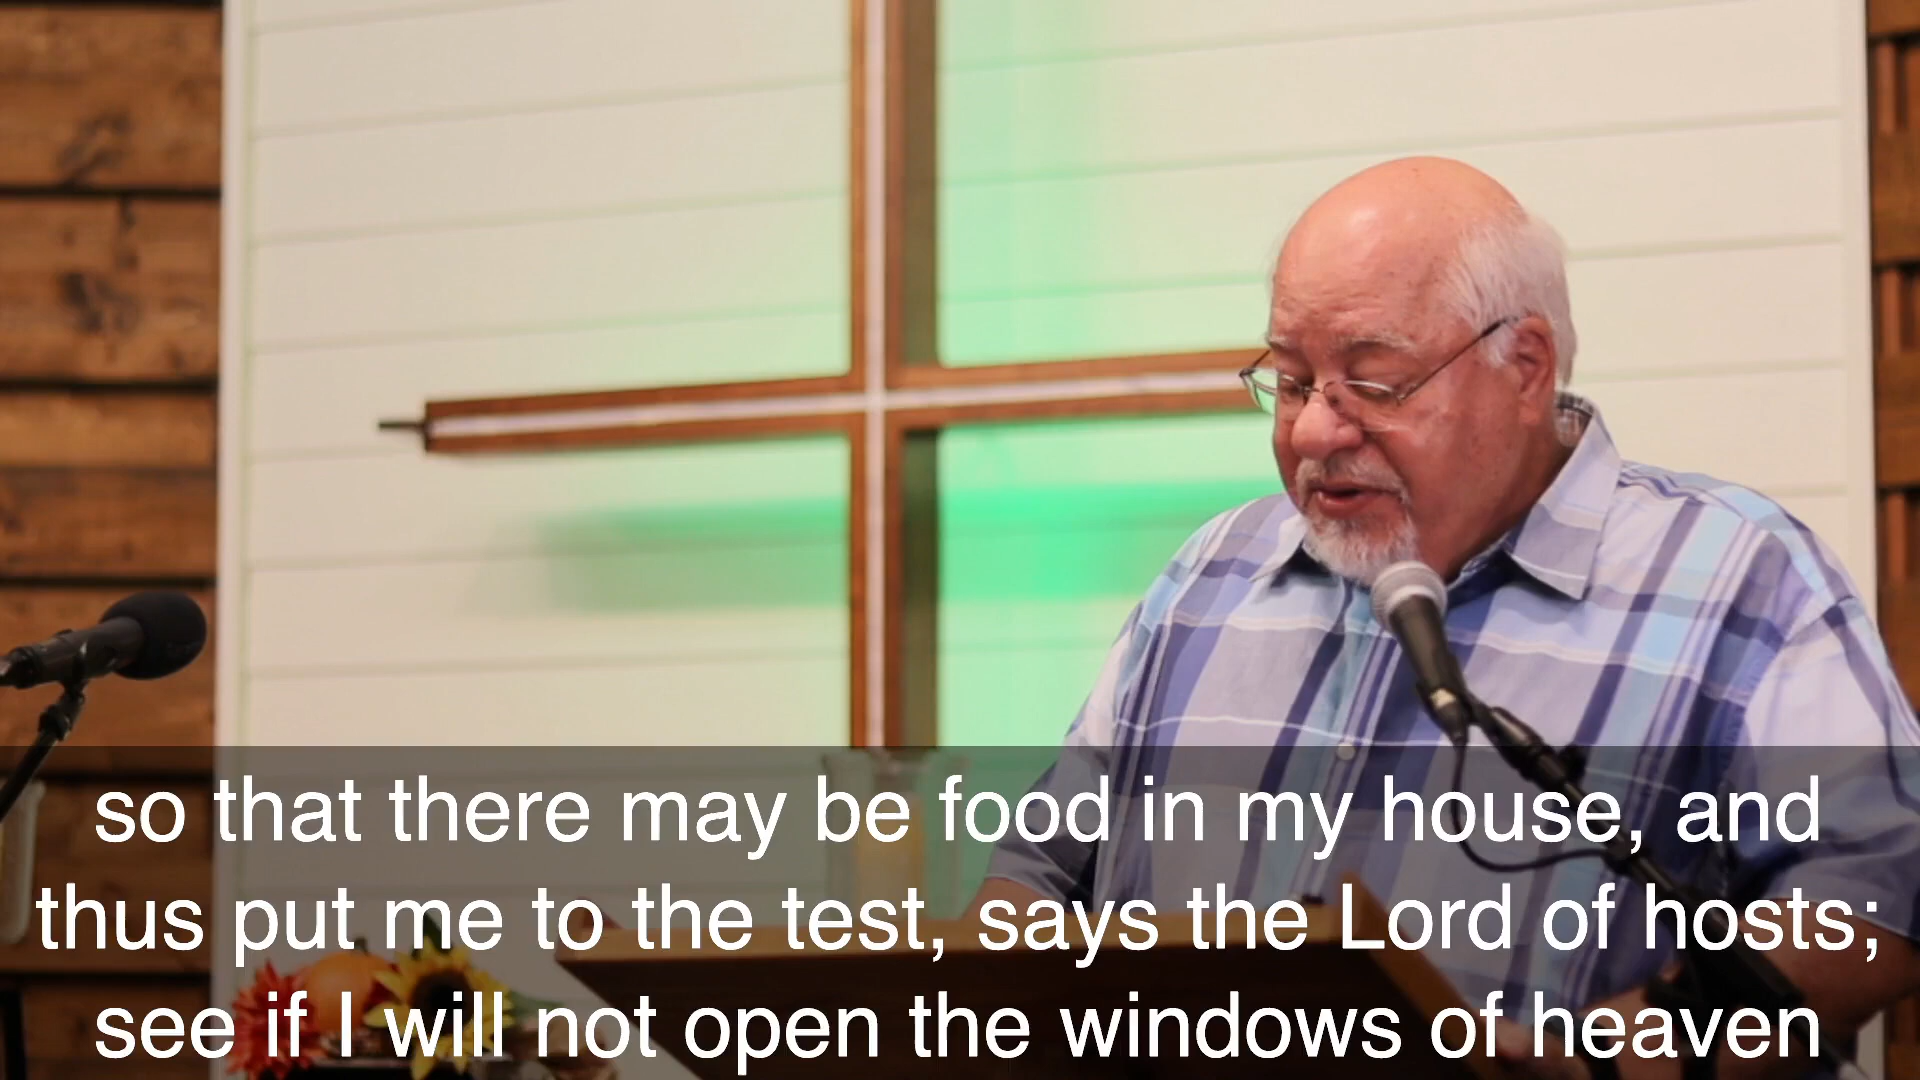 so that there may be food in my house, and
thus put me to the test, says the Lord of hosts;
see if I will not open the windows of heaven